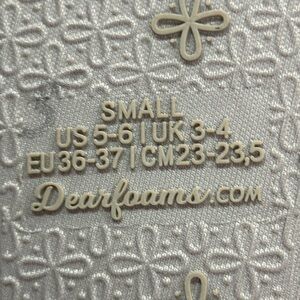 SMALL
US 5-6 | UK 3-4
EU 36-37 | CM 23-23,5
Dearfoams.COM